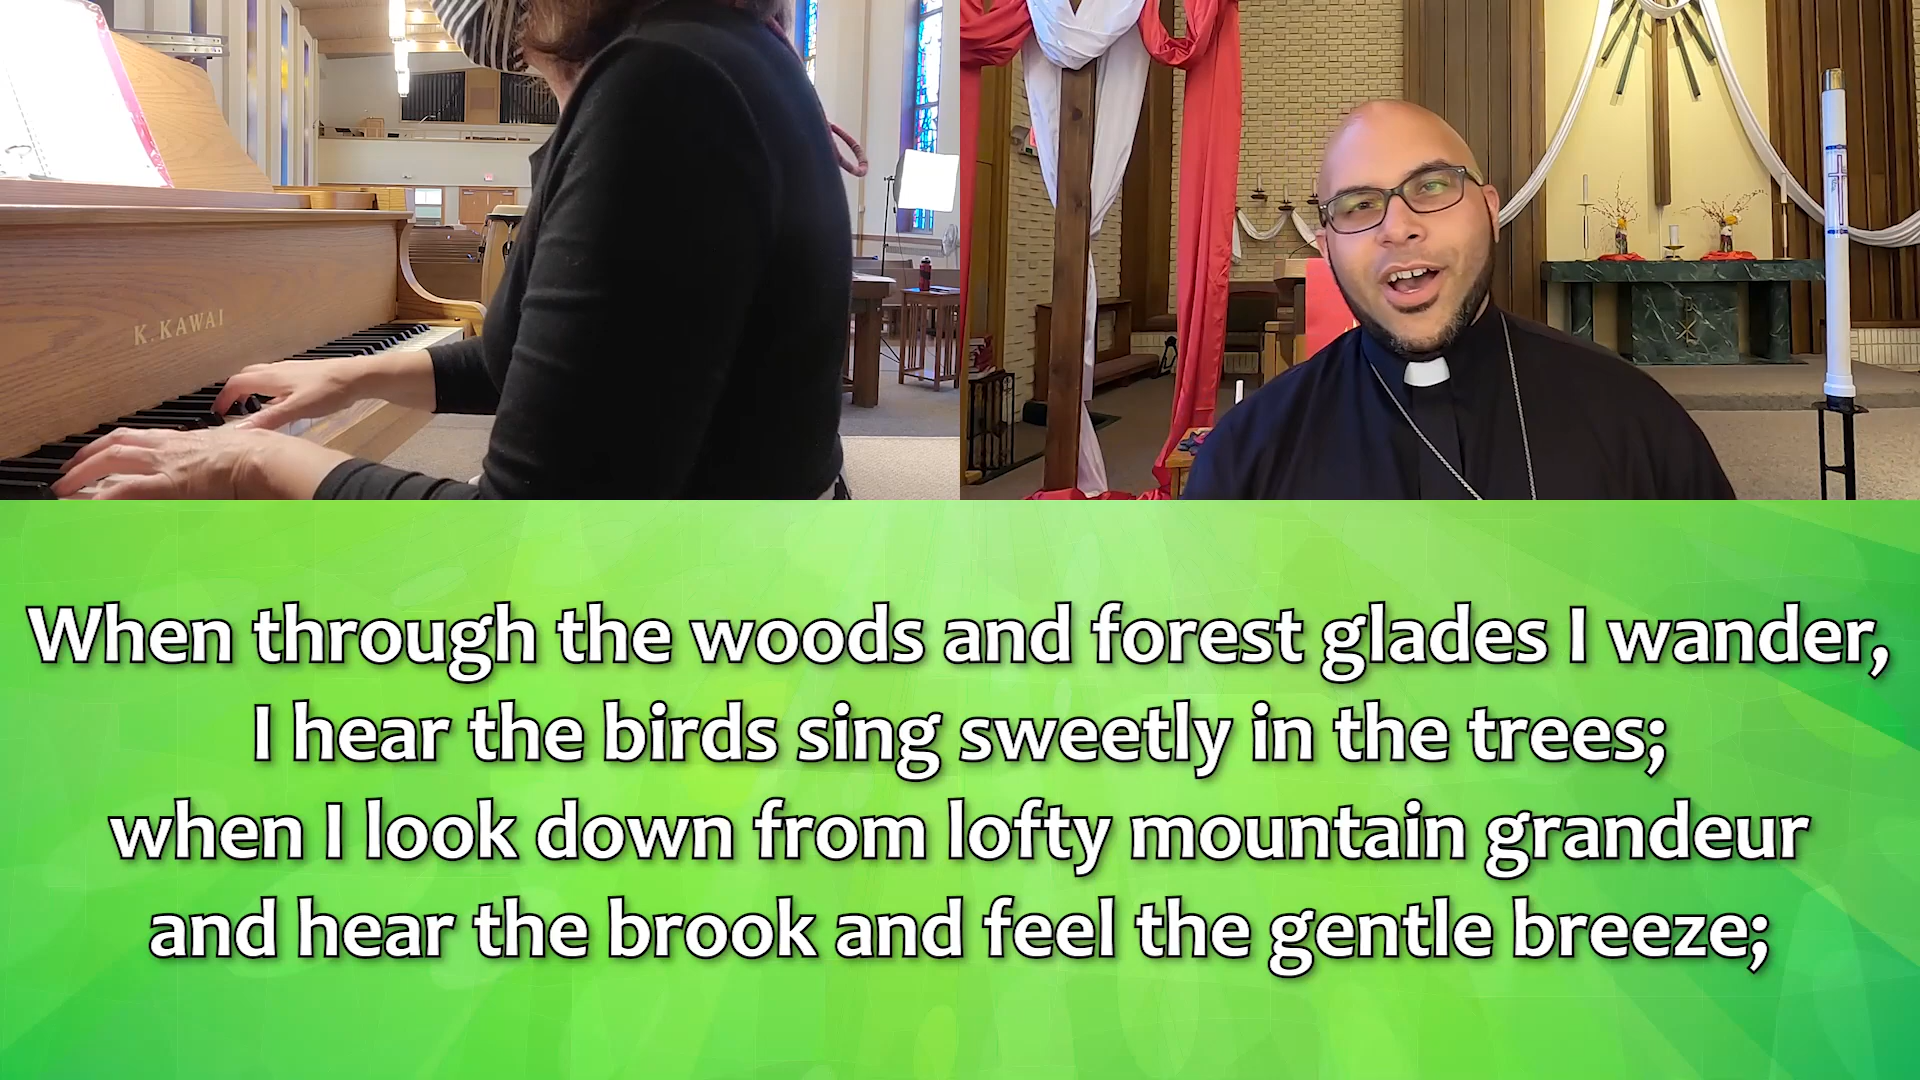 K. KAWAI
When through the woods and forest glades I wander,
I hear the birds sing sweetly in the trees;
when I look down from lofty mountain grandeur
and hear the brook and feel the gentle breeze;